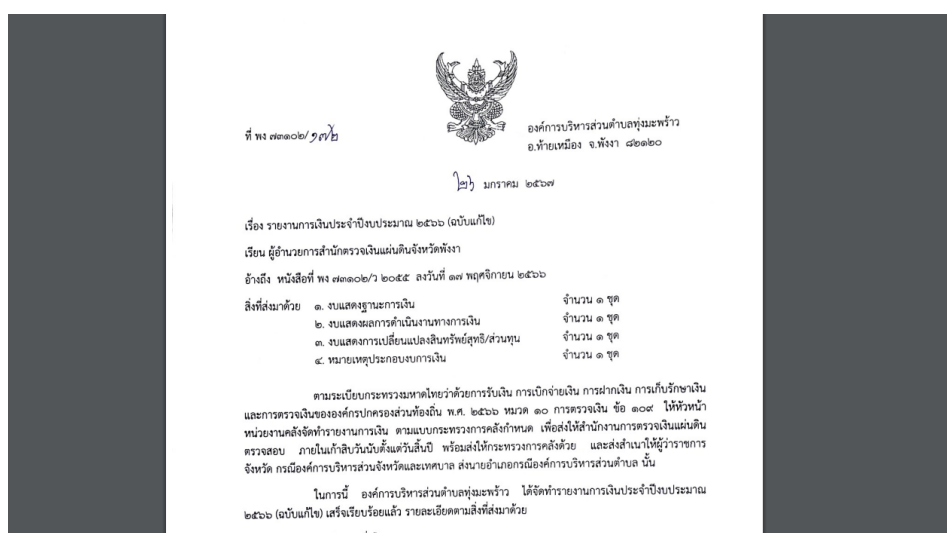 ที่ พง ๗๓๑๐๒/๑๗๒
องค์การบริหารส่วนตำบลทุ่งมะพร้าว
อ.ท้ายเหมือง จ.พังงา ๘๒๑๒๐
มกราคม ๒๕๖๗
เรื่อง รายงานการเงินประจำปีงบประมาณ ๒๕๖๖ (ฉบับแก้ไข)
เรียน ผู้อำนวยการสำนักตรวจเงินแผ่นดินจังหวัดพังงา
อ้างถึง หนังสือที่ พง ๗๓๑๐๒/ว ๒๐๕๕ ลงวันที่ ๑๗ พฤศจิกายน ๒๕๖๖
สิ่งที่ส่งมาด้วย ๑. งบแสดงฐานะการเงิน จำนวน ๑ ชุด
๒. งบแสดงผลการดำเนินงานทางการเงิน จำนวน ๑ ชุด
๓. งบแสดงการเปลี่ยนแปลงสินทรัพย์สุทธิ/ส่วนทุน จำนวน ๑ ชุด
๔. หมายเหตุประกอบงบการเงิน จำนวน ๑ ชุด
ตามระเบียบกระทรวงมหาดไทยว่าด้วยการรับเงิน การเบิกจ่ายเงิน การฝากเงิน การเก็บรักษาเงิน
และการตรวจเงินขององค์กรปกครองส่วนท้องถิ่น พ.ศ. ๒๕๖๖ หมวด ๑๐ การตรวจเงิน ข้อ ๑๐๙ ให้หัวหน้า
หน่วยงานคลังจัดทำรายงานการเงิน ตามแบบกระทรวงการคลังกำหนด เพื่อส่งให้สำนักงานการตรวจเงินแผ่นดิน
ตรวจสอบ ภายในเก้าสิบวันนับตั้งแต่วันสิ้นปี พร้อมส่งให้กระทรวงการคลังด้วย และส่งสำเนาให้ผู้ว่าราชการ
จังหวัด กรณีองค์การบริหารส่วนจังหวัดและเทศบาล ส่งนายอำเภอกรณีองค์การบริหารส่วนตำบล นั้น
ในการนี้ องค์การบริหารส่วนตำบลทุ่งมะพร้าว ได้จัดทำรายงานการเงินประจำปีงบประมาณ
๒๕๖๖ (ฉบับแก้ไข) เสร็จเรียบร้อยแล้ว รายละเอียดตามสิ่งที่ส่งมาด้วย